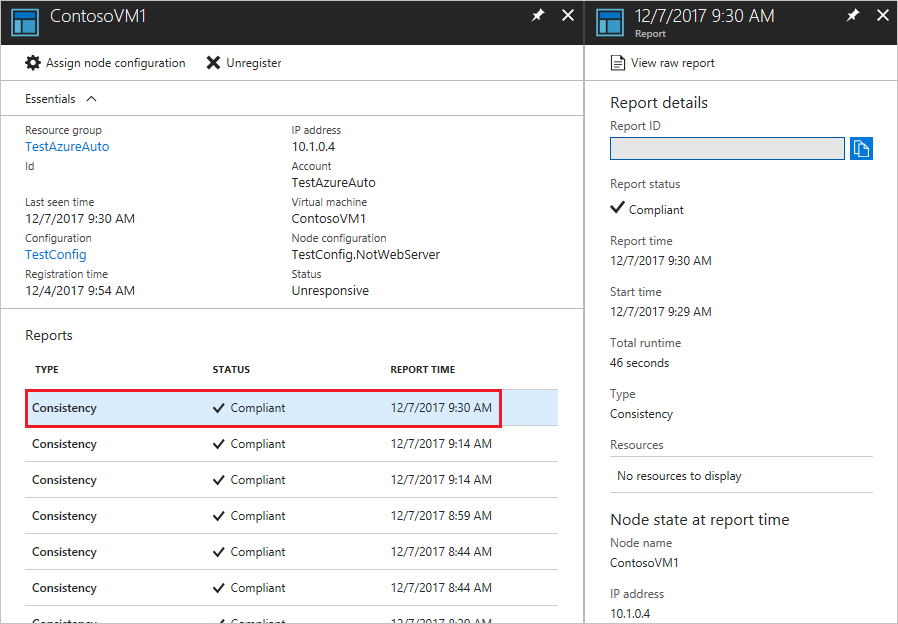 ContosoVM1
Assign node configuration Unregister
Essentials
Resource group IP address
TestAzureAuto 10.1.0.4
Id Account
TestAzureAuto
Last seen time Virtual machine
12/7/2017 9:30 AM ContosoVM1
Configuration Node configuration
TestConfig TestConfig.NotWebServer
Registration time Status
12/4/2017 9:54 AM Unresponsive
Reports
TYPE STATUS REPORT TIME
Consistency Compliant 12/7/2017 9:30 AM
Consistency Compliant 12/7/2017 9:14 AM
Consistency Compliant 12/7/2017 9:14 AM
Consistency Compliant 12/7/2017 8:59 AM
Consistency Compliant 12/7/2017 8:44 AM
Consistency Compliant 12/7/2017 8:44 AM
Consistency Compliant 12/7/2017
12/7/2017 9:30 AM
Report
View raw report
Report details
Report ID
Report status
Compliant
Report time
12/7/2017 9:30 AM
Start time
12/7/2017 9:29 AM
Total runtime
46 seconds
Type
Consistency
Resources
No resources to display
Node state at report time
Node name
ContosoVM1
IP address
10.1.0.4